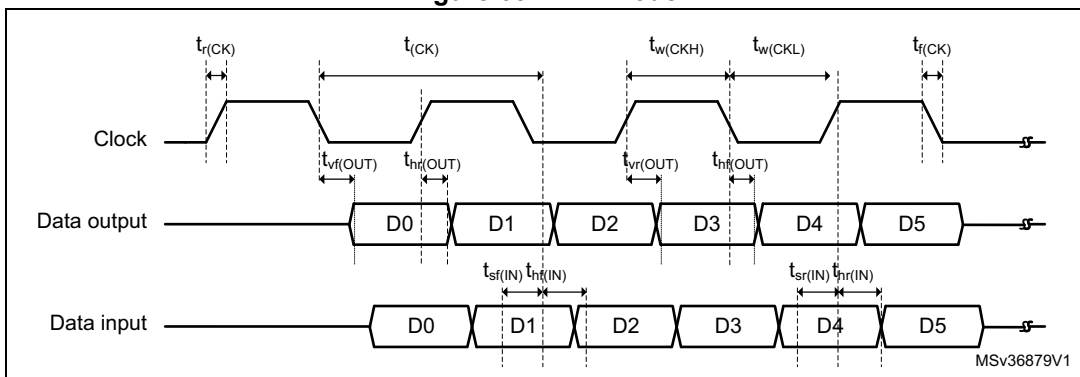 t_r(CK) t_(CK) t_w(CKH) t_w(CKL) t_f(CK)
Clock
t_vf(OUT) t_hr(OUT) t_vr(OUT) t_hf(OUT)
Data output D0 D1 D2 D3 D4 D5
t_sf(IN) t_hf(IN) t_sr(IN) t_hr(IN)
Data input D0 D1 D2 D3 D4 D5
MSv36879V1